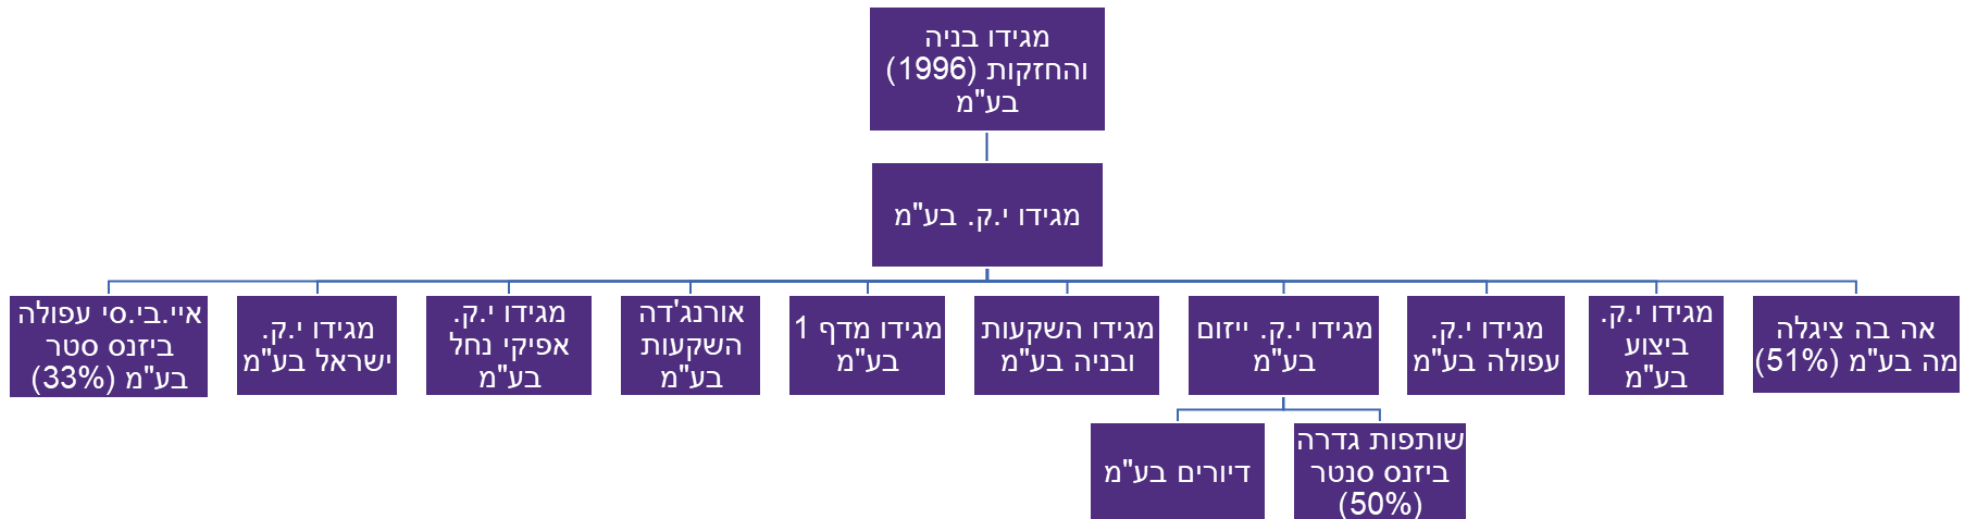 מגידו בניה
והחזקות (1996)
בע"מ
מגידו י.ק. בע"מ
אה בה ציגלה
מה בע"מ (51%)
מגידו י.ק.
ביצוע
בע"מ
מגידו י.ק.
עפולה בע"מ
מגידו י.ק. ייזום
בע"מ
מגידו השקעות
ובניה בע"מ
מגידו מדף 1
בע"מ
אורנג'דה
השקעות
בע"מ
מגידו י.ק.
אפיקי נחל
בע"מ
מגידו י.ק.
ישראל בע"מ
איי.בי.סי עפולה
ביזנס סטר
בע"מ (33%)
שותפות גדרה
ביזנס סנטר
(50%)
דיורים בע"מ